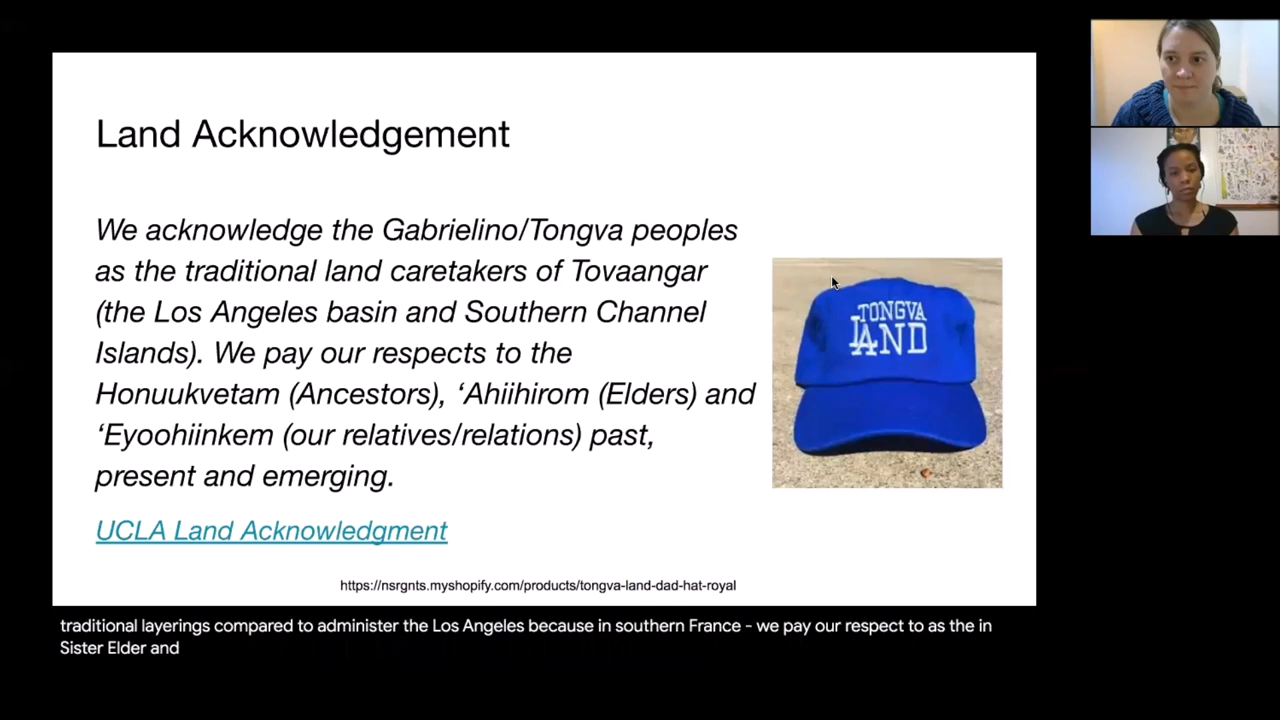 Land Acknowledgement
We acknowledge the Gabrielino/Tongva peoples
as the traditional land caretakers of Tovaangar
(the Los Angeles basin and Southern Channel
Islands). We pay our respects to the
Honuukvetam (Ancestors), ‘Ahiihirom (Elders) and
‘Eyoohiinkem (our relatives/relations) past,
present and emerging.
UCLA Land Acknowledgment
TONGVA
LAND
https://nsrgnts.myshopify.com/products/tongva-land-dad-hat-royal
traditional layerings compared to administer the Los Angeles because in southern France - we pay our respect to as the in
Sister Elder and